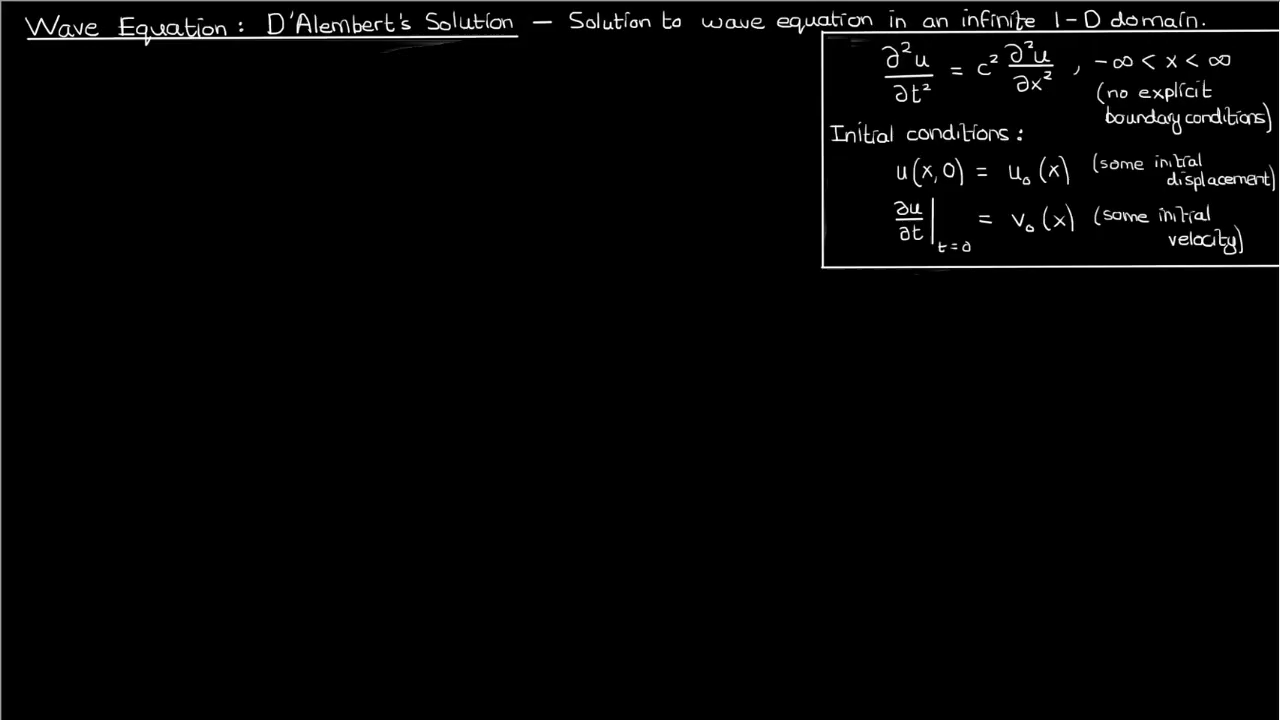 Wave Equation: D'Alembert's Solution — Solution to wave equation in an infinite 1-D domain.
∂²u/∂t² = c² ∂²u/∂x² , -∞ < x < ∞
(no explicit
boundary conditions)
Initial conditions:
u(x,0) = u₀(x) (some initial
displacement)
∂u/∂t |t=0 = v₀(x) (some initial
velocity)